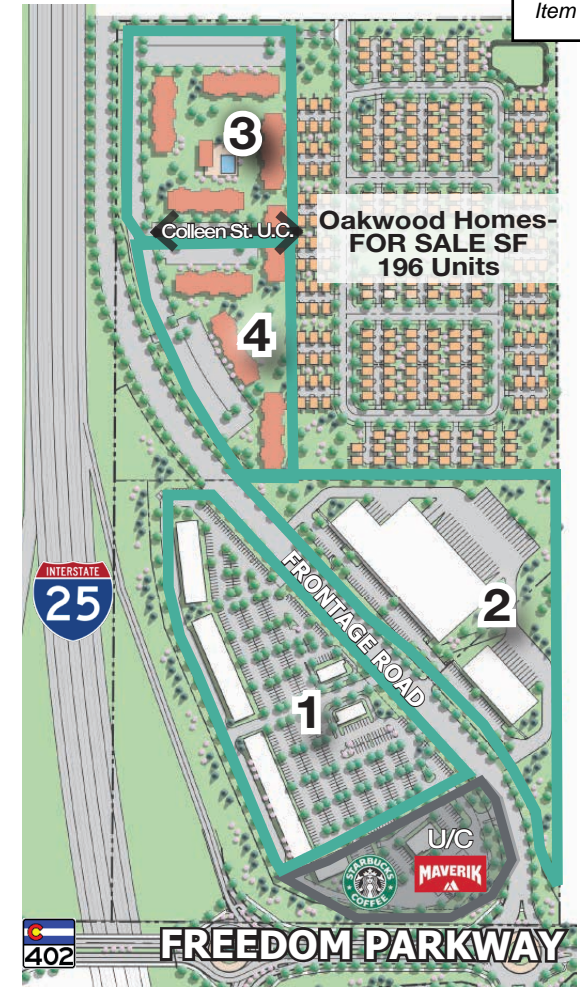 Item
3
Colleen St. U.C.
Oakwood Homes-
FOR SALE SF
196 Units
4
INTERSTATE
25
FRONTAGE ROAD
2
1
U/C
STARBUCKS
COFFEE
MAVERIK
402
FREEDOM PARKWAY